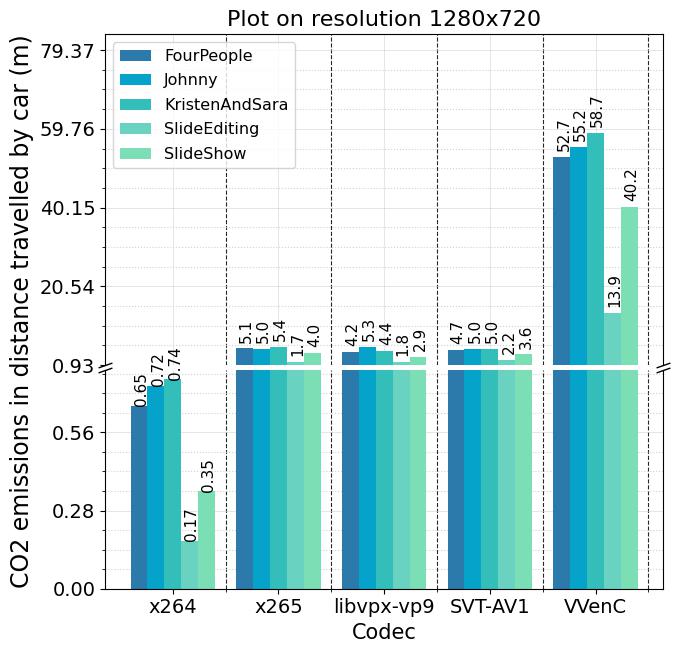 Plot on resolution 1280x720
CO2 emissions in distance travelled by car (m)
79.37
59.76
40.15
20.54
0.93
0.56
0.28
0.00
FourPeople
Johnny
KristenAndSara
SlideEditing
SlideShow
0.65
0.72
0.74
0.17
0.35
5.1
5.0
5.4
1.7
4.0
4.2
5.3
4.4
1.8
2.9
4.7
5.0
5.0
2.2
3.6
52.7
55.2
58.7
13.9
40.2
x264
x265
libvpx-vp9
SVT-AV1
VVenC
Codec